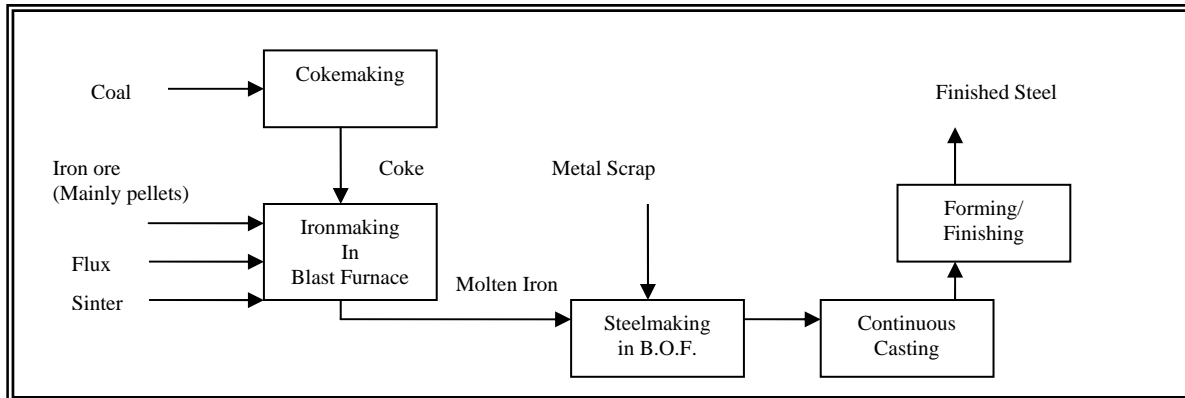 Cokemaking
Coal
Finished Steel
Iron ore
(Mainly pellets)
Coke
Metal Scrap
Ironmaking
In
Blast Furnace
Forming/
Finishing
Flux
Sinter
Molten Iron
Steelmaking
in B.O.F.
Continuous
Casting